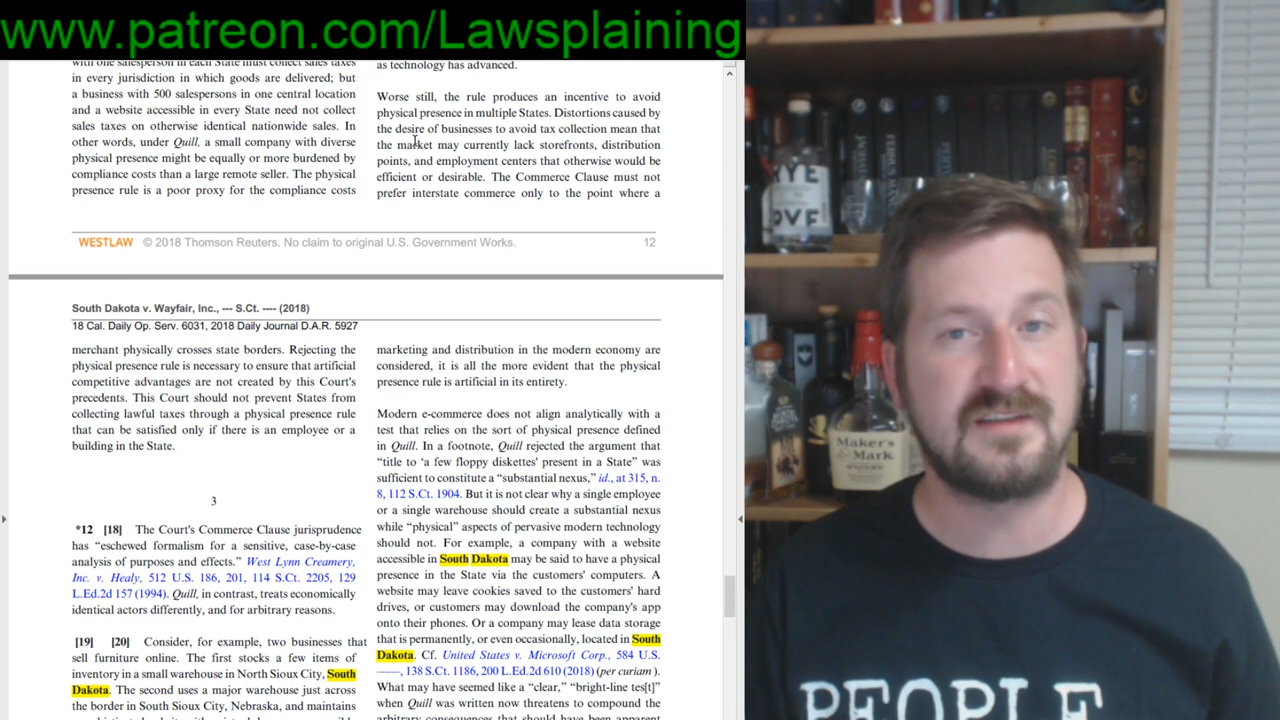 www.patreon.com/Lawsplaining
with one salesperson in each State must collect sales taxes
in every jurisdiction in which goods are delivered; but
a business with 500 salespersons in one central location
and a website accessible in every State need not collect
sales taxes on otherwise identical nationwide sales. In
other words, under Quill, a small company with diverse
physical presence might be equally or more burdened by
compliance costs than a large remote seller. The physical
presence rule is a poor proxy for the compliance costs
as technology has advanced.
Worse still, the rule produces an incentive to avoid
physical presence in multiple States. Distortions caused by
the desire of businesses to avoid tax collection mean that
the market may currently lack storefronts, distribution
points, and employment centers that otherwise would be
efficient or desirable. The Commerce Clause must not
prefer interstate commerce only to the point where a
WESTLAW © 2018 Thomson Reuters. No claim to original U.S. Government Works. 12
South Dakota v. Wayfair, Inc., --- S.Ct. ---- (2018)
18 Cal. Daily Op. Serv. 6031, 2018 Daily Journal D.A.R. 5927
merchant physically crosses state borders. Rejecting the
physical presence rule is necessary to ensure that artificial
competitive advantages are not created by this Court's
precedents. This Court should not prevent States from
collecting lawful taxes through a physical presence rule
that can be satisfied only if there is an employee or a
building in the State.
3
*12 [18] The Court's Commerce Clause jurisprudence
has “eschewed formalism for a sensitive, case-by-case
analysis of purposes and effects.” West Lynn Creamery,
Inc. v. Healy, 512 U.S. 186, 201, 114 S.Ct. 2205, 129
L.Ed.2d 157 (1994). Quill, in contrast, treats economically
identical actors differently, and for arbitrary reasons.
[19] [20] Consider, for example, two businesses that
sell furniture online. The first stocks a few items of
inventory in a small warehouse in North Sioux City, South
Dakota. The second uses a major warehouse just across
the border in South Sioux City, Nebraska, and maintains
marketing and distribution in the modern economy are
considered, it is all the more evident that the physical
presence rule is artificial in its entirety.
Modern e-commerce does not align analytically with a
test that relies on the sort of physical presence defined
in Quill. In a footnote, Quill rejected the argument that
“title to ‘a few floppy diskettes’ present in a State” was
sufficient to constitute a “substantial nexus,” id., at 315, n.
8, 112 S.Ct. 1904. But it is not clear why a single employee
or a single warehouse should create a substantial nexus
while “physical” aspects of pervasive modern technology
should not. For example, a company with a website
accessible in South Dakota may be said to have a physical
presence in the State via the customers' computers. A
website may leave cookies saved to the customers' hard
drives, or customers may download the company's app
onto their phones. Or a company may lease data storage
that is permanently, or even occasionally, located in South
Dakota. Cf. United States v. Microsoft Corp., 584 U.S.
——, 138 S.Ct. 1186, 200 L.Ed.2d 610 (2018) (per curiam).
What may have seemed like a “clear,” “bright-line tes[t]”
when Quill was written now threatens to compound the
arbitrary consequences that should have been apparent
RYE
Maker's
Mark
PEOPLE